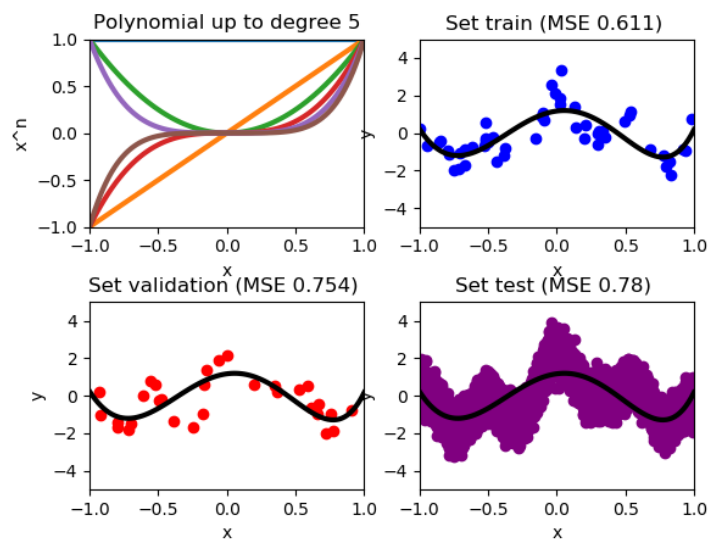 Polynomial up to degree 5
x^n
1.0
0.5
0.0
−0.5
−1.0
−1.0 −0.5 0.0 0.5 1.0
x
Set train (MSE 0.611)
y
4
2
0
−2
−4
−1.0 −0.5 0.0 0.5 1.0
x
Set validation (MSE 0.754)
y
4
2
0
−2
−4
−1.0 −0.5 0.0 0.5 1.0
x
Set test (MSE 0.78)
y
4
2
0
−2
−4
−1.0 −0.5 0.0 0.5 1.0
x